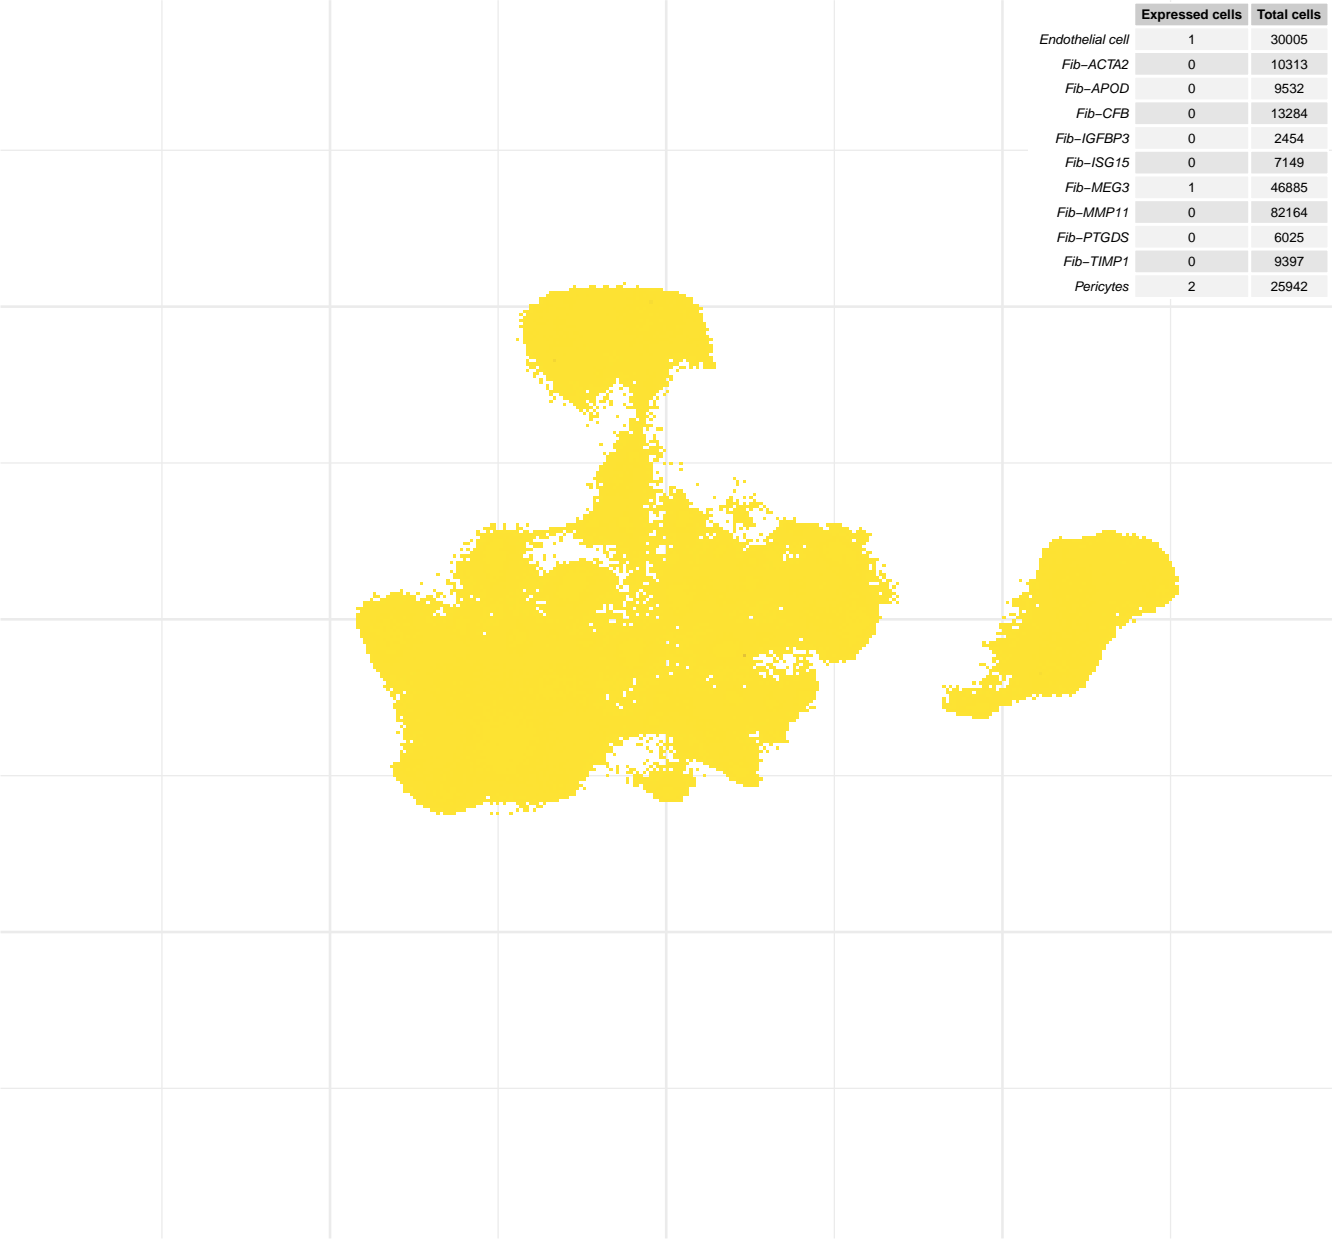 Expressed cells Total cells
Endothelial cell 1 30005
Fib−ACTA2 0 10313
Fib−APOD 0 9532
Fib−CFB 0 13284
Fib−IGFBP3 0 2454
Fib−ISG15 0 7149
Fib−MEG3 1 46885
Fib−MMP11 0 82164
Fib−PTGDS 0 6025
Fib−TIMP1 0 9397
Pericytes 2 25942